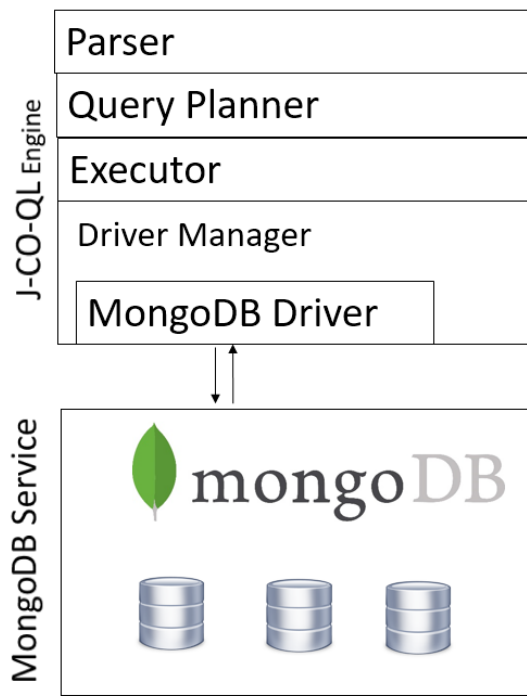 Parser
Query Planner
Executor
Driver Manager
MongoDB Driver
J-CO-QL Engine
mongoDB
MongoDB Service